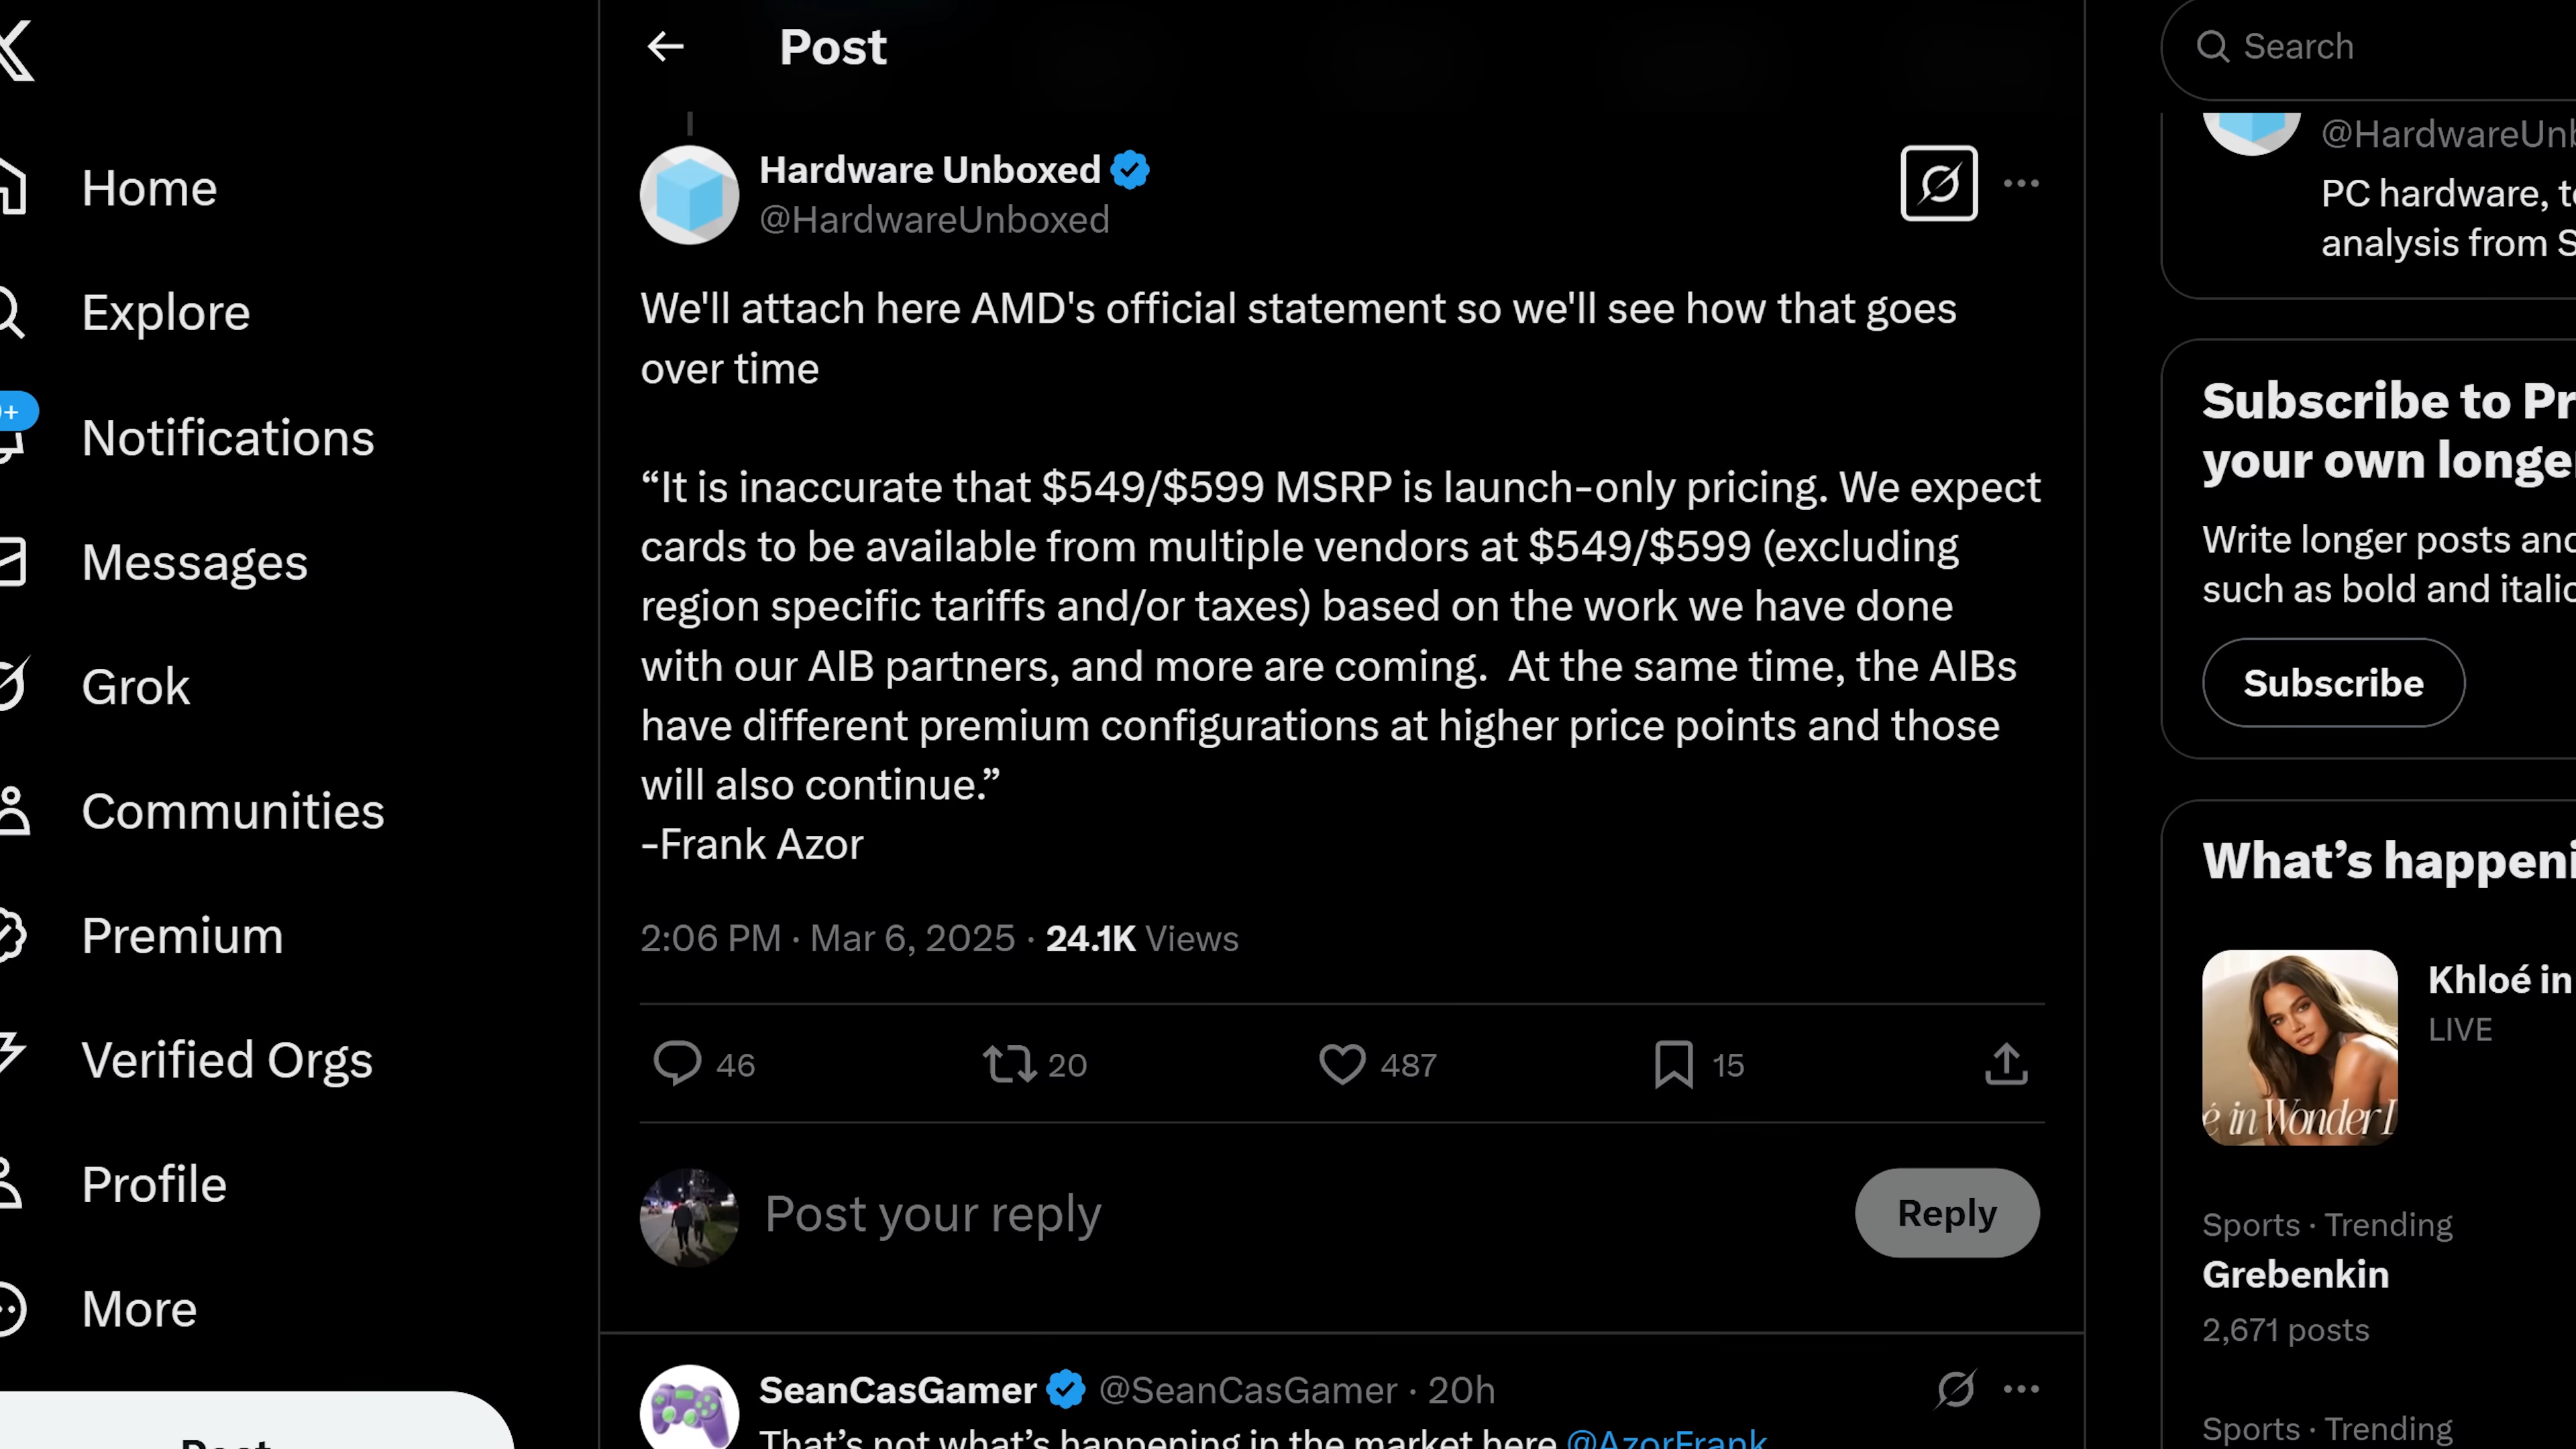 Home
Explore
Notifications
Messages
Grok
Communities
Premium
Verified Orgs
Profile
More
Post
Hardware Unboxed
@HardwareUnboxed
We'll attach here AMD's official statement so we'll see how that goes
over time
“It is inaccurate that $549/$599 MSRP is launch-only pricing. We expect
cards to be available from multiple vendors at $549/$599 (excluding
region specific tariffs and/or taxes) based on the work we have done
with our AIB partners, and more are coming.  At the same time, the AIBs
have different premium configurations at higher price points and those
will also continue.”
-Frank Azor
2:06 PM · Mar 6, 2025 · 24.1K Views
46 20 487 15
Post your reply
Reply
SeanCasGamer @SeanCasGamer · 20h
That's not what's happening in the market here @AzorFrank
Search
@HardwareUnb
PC hardware, te
analysis from S
Subscribe to Pr
your own longe
Write longer posts and
such as bold and italic
Subscribe
What’s happeni
Khloé in
LIVE
é in Wonder
Sports · Trending
Grebenkin
2,671 posts
Sports · Trending